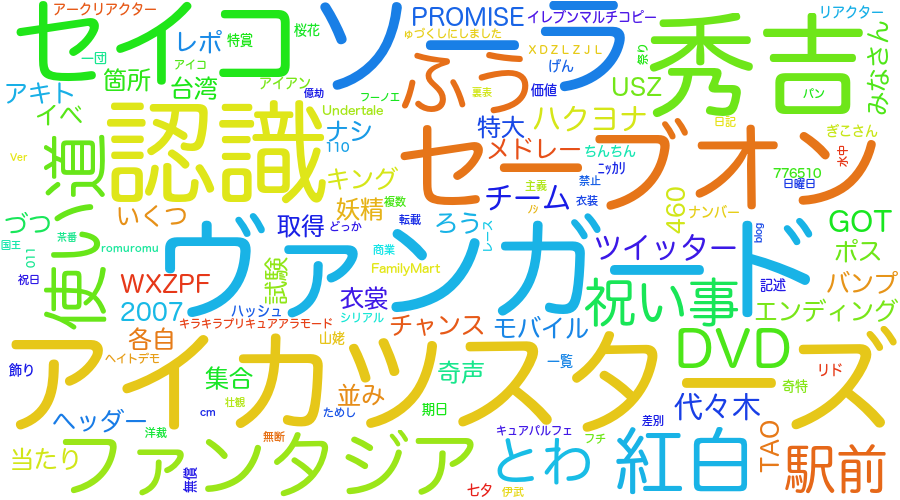 セイコ
ソーラ
秀吉
アークリアクター
桜花
特賞
レポ
PROMISE
イレブンマルチコピー
リアクター
ゅづくしにしました
一団
アイコ
箇所
台湾
アキト
アイアン
億劫
ふぅ
XDZLZJL
げん
祭り
USZ
価値
裏表
フーノエ
パン
みなさん
イベ
認識
Undertale
ナシ
110
セーブオン
特大
ハクヨナ
日記
ぎこさん
Ver
使い道
メドレー
ちんちん
ニッカリ
水中
776510
日曜日
キング
チーム
主義
禁止
衣装
妖精
複数
460
ナンバー
づつ
いくつ
取得
どっか
転載
ろう
レース
ツイッター
blog
GOT
国王
茶番
110
romuromu
ヴァンガード
商業
ポス
祝日
WXZPF
試験
FamilyMart
祝い事
記述
バンプ
2007
ハッシュ
衣裳
シリアル
エンディング
キラキラプリキュアアラモード
チャンス
モバイル
各自
山姥
DVD
ヘイトデモ
アイカツスターズ
飾り
集合
並み
奇声
一覧
リド
奇特
壮観
代々木
ヘッダー
cm
ためし
期日
差別
洋裁
無断
キュアパルフェ
フチ
TAO
当たり
ファンタジア
無償
とわ
紅白
駅前
七夕
伊武